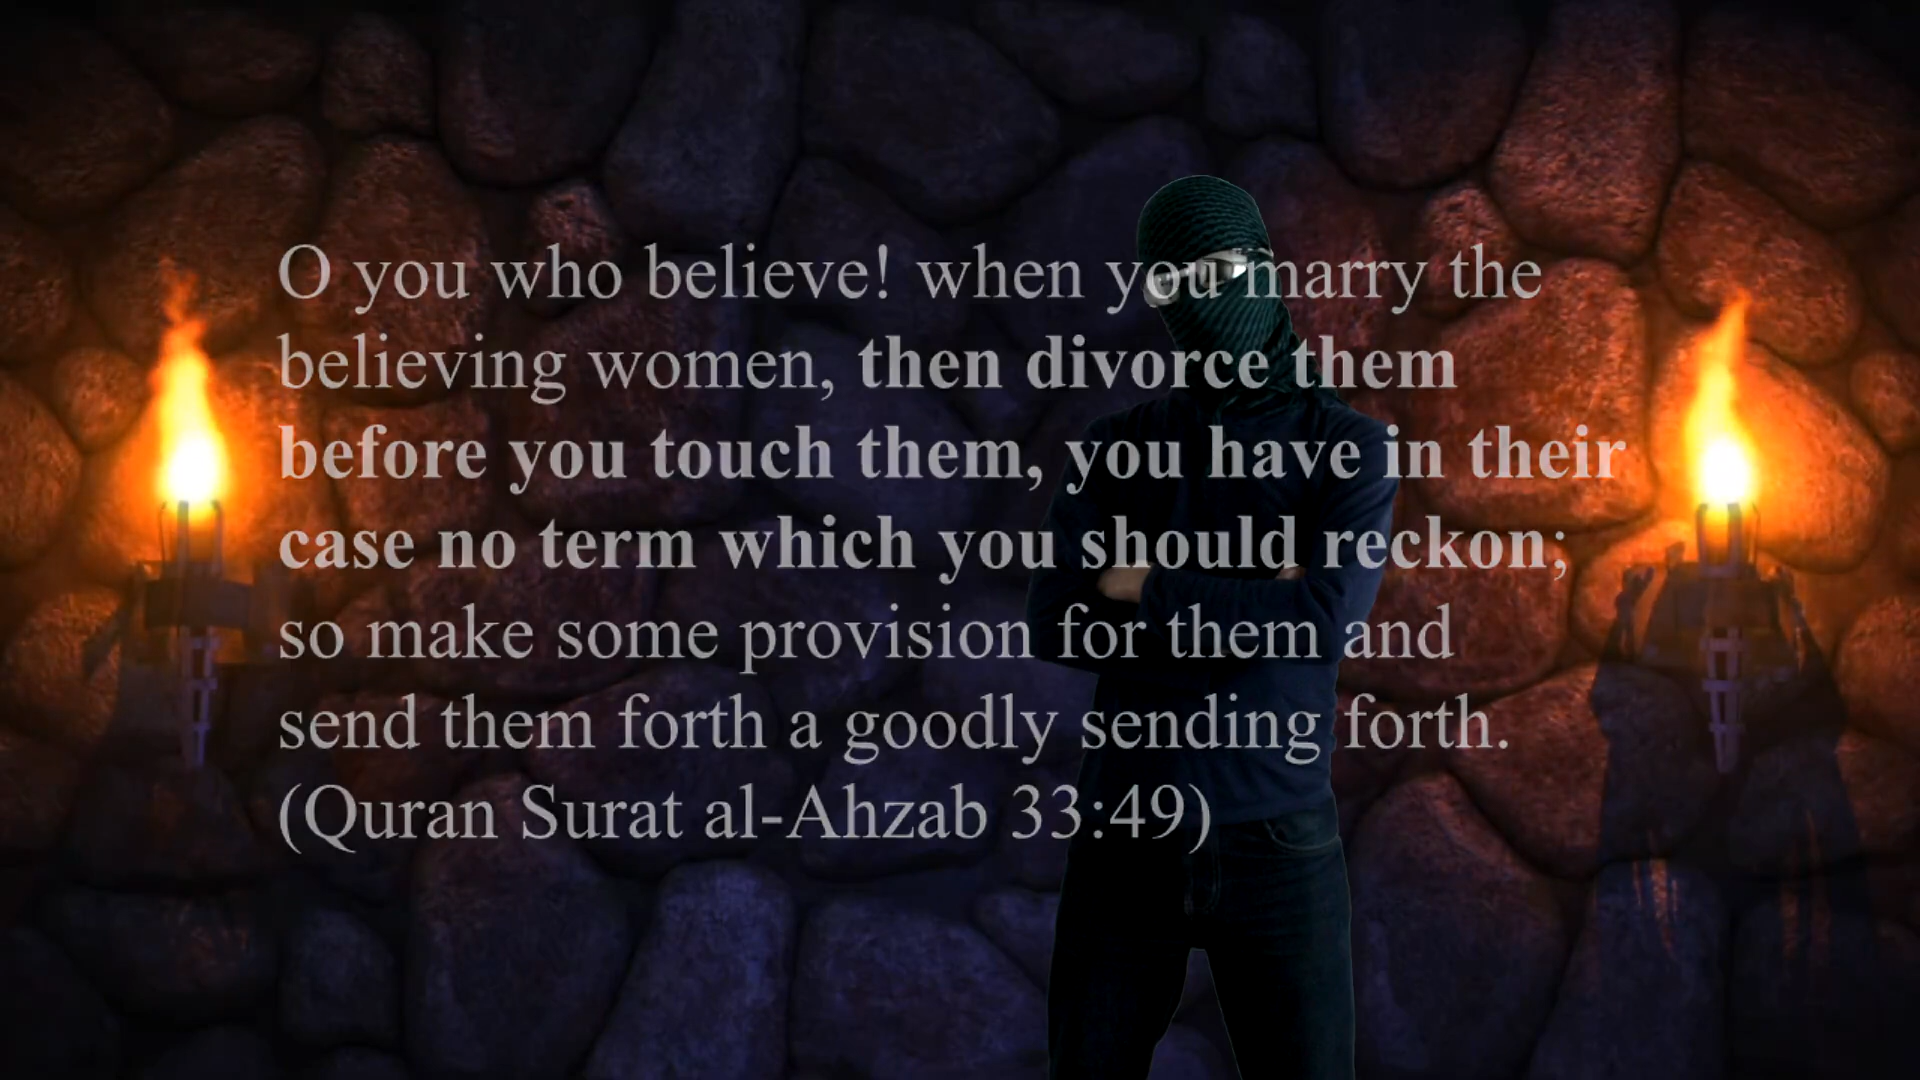 O you who believe! when you marry the
believing women, then divorce them
before you touch them, you have in their
case no term which you should reckon;
so make some provision for them and
send them forth a goodly sending forth.
(Quran Surat al-Ahzab 33:49)